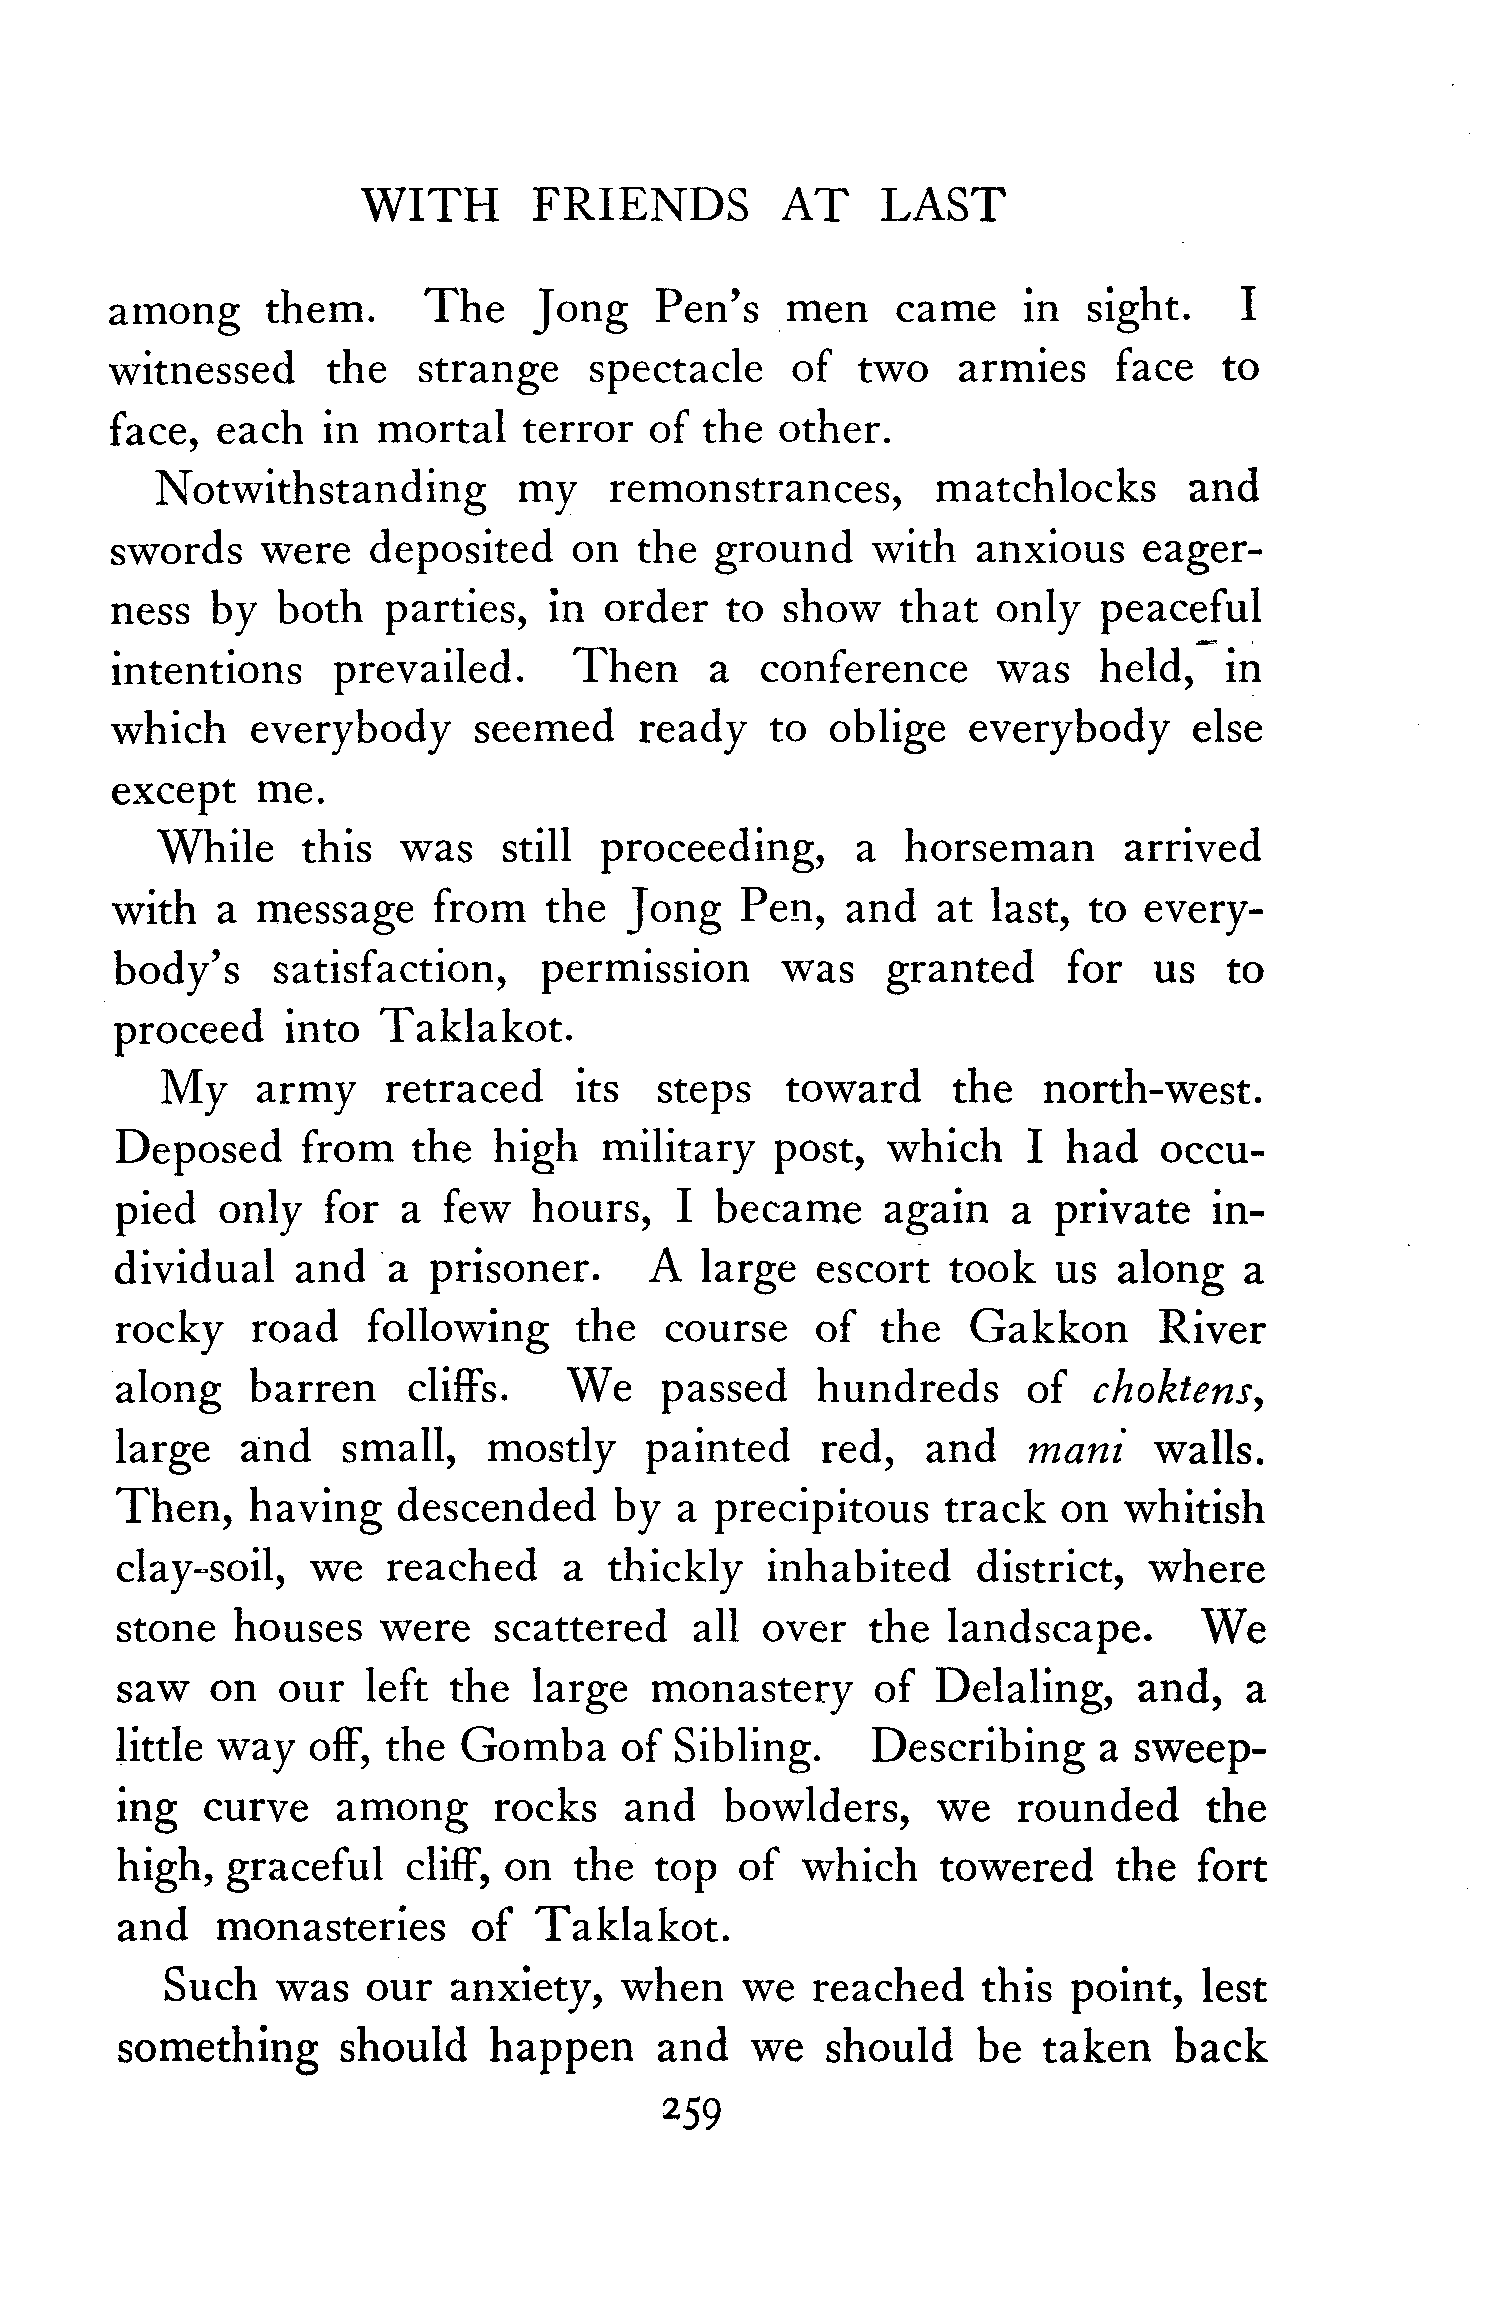 WITH FRIENDS AT LAST
among them. The Jong Pen's men came in sight. I
witnessed the strange spectacle of two armies face to
face, each in mortal terror of the other.
Notwithstanding my remonstrances, matchlocks and
swords were deposited on the ground with anxious eager-
ness by both parties, in order to show that only peaceful
intentions prevailed. Then a conference was held, in
which everybody seemed ready to oblige everybody else
except me.
While this was still proceeding, a horseman arrived
with a message from the Jong Pen, and at last, to every-
body's satisfaction, permission was granted for us to
proceed into Taklakot.
My army retraced its steps toward the north-west.
Deposed from the high military post, which I had occu-
pied only for a few hours, I became again a private in-
dividual and a prisoner. A large escort took us along a
rocky road following the course of the Gakkon River
along barren cliffs. We passed hundreds of choktens,
large and small, mostly painted red, and mani walls.
Then, having descended by a precipitous track on whitish
clay-soil, we reached a thickly inhabited district, where
stone houses were scattered all over the landscape. We
saw on our left the large monastery of Delaling, and, a
little way off, the Gomba of Sibling. Describing a sweep-
ing curve among rocks and bowlders, we rounded the
high, graceful cliff, on the top of which towered the fort
and monasteries of Taklakot.
Such was our anxiety, when we reached this point, lest
something should happen and we should be taken back
259